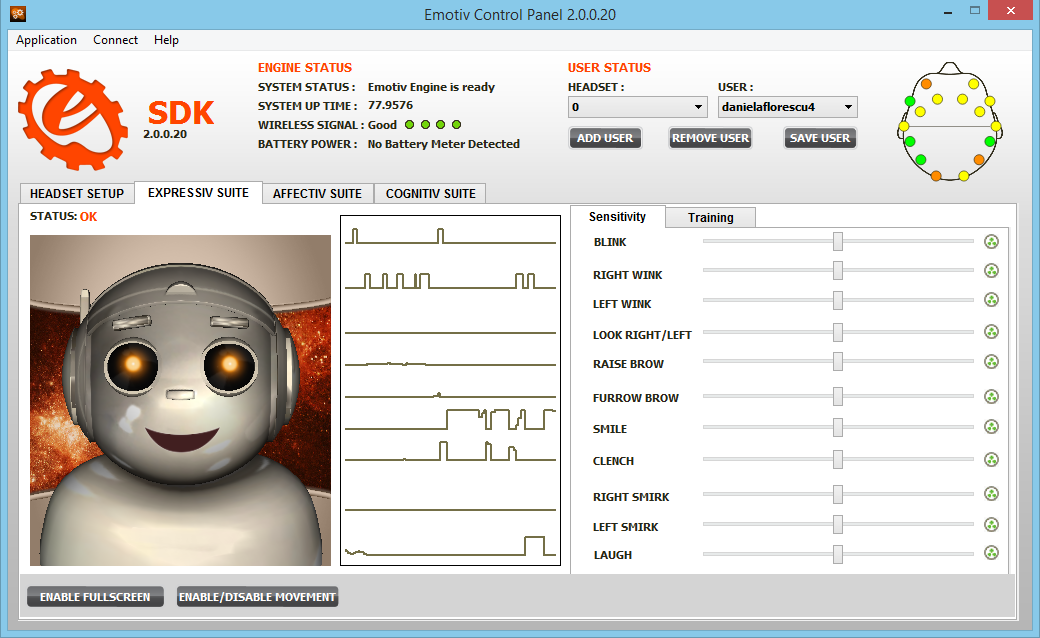 Emotiv Control Panel 2.0.0.20
Application Connect Help
SDK
2.0.0.20
ENGINE STATUS
SYSTEM STATUS : Emotiv Engine is ready
SYSTEM UP TIME : 77.9576
WIRELESS SIGNAL : Good
BATTERY POWER : No Battery Meter Detected
USER STATUS
HEADSET : USER :
0 danielaflorescu4
ADD USER REMOVE USER SAVE USER
HEADSET SETUP EXPRESSIV SUITE AFFECTIV SUITE COGNITIV SUITE
STATUS: OK
Sensitivity Training
BLINK
RIGHT WINK
LEFT WINK
LOOK RIGHT/LEFT
RAISE BROW
FURROW BROW
SMILE
CLENCH
RIGHT SMIRK
LEFT SMIRK
LAUGH
ENABLE FULLSCREEN ENABLE/DISABLE MOVEMENT